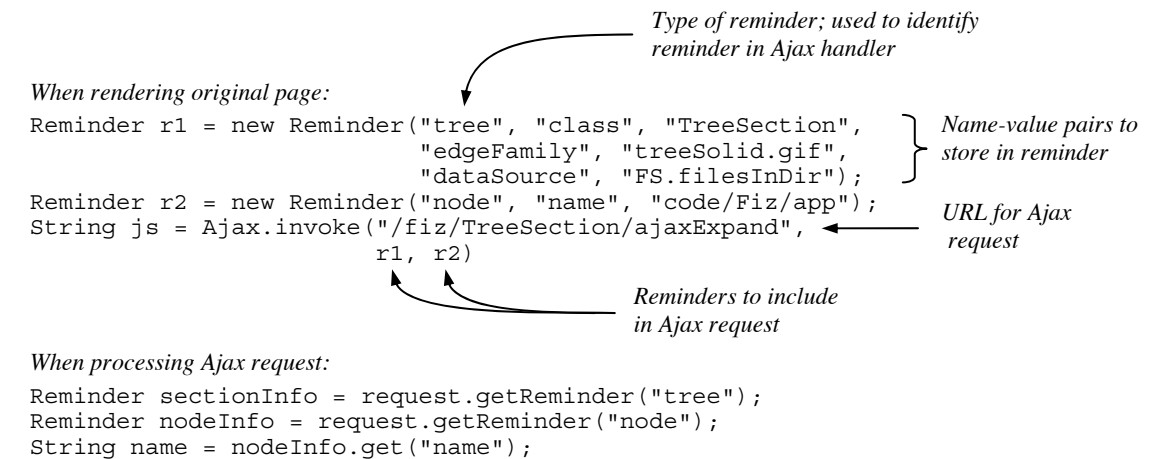 Type of reminder; used to identify
reminder in Ajax handler
When rendering original page:
Reminder r1 = new Reminder("tree", "class", "TreeSection",
"edgeFamily", "treeSolid.gif",
"dataSource", "FS.filesInDir");
Name-value pairs to
store in reminder
Reminder r2 = new Reminder("node", "name", "code/Fiz/app");
String js = Ajax.invoke("/fiz/TreeSection/ajaxExpand",
r1, r2)
URL for Ajax
request
Reminders to include
in Ajax request
When processing Ajax request:
Reminder sectionInfo = request.getReminder("tree");
Reminder nodeInfo = request.getReminder("node");
String name = nodeInfo.get("name");